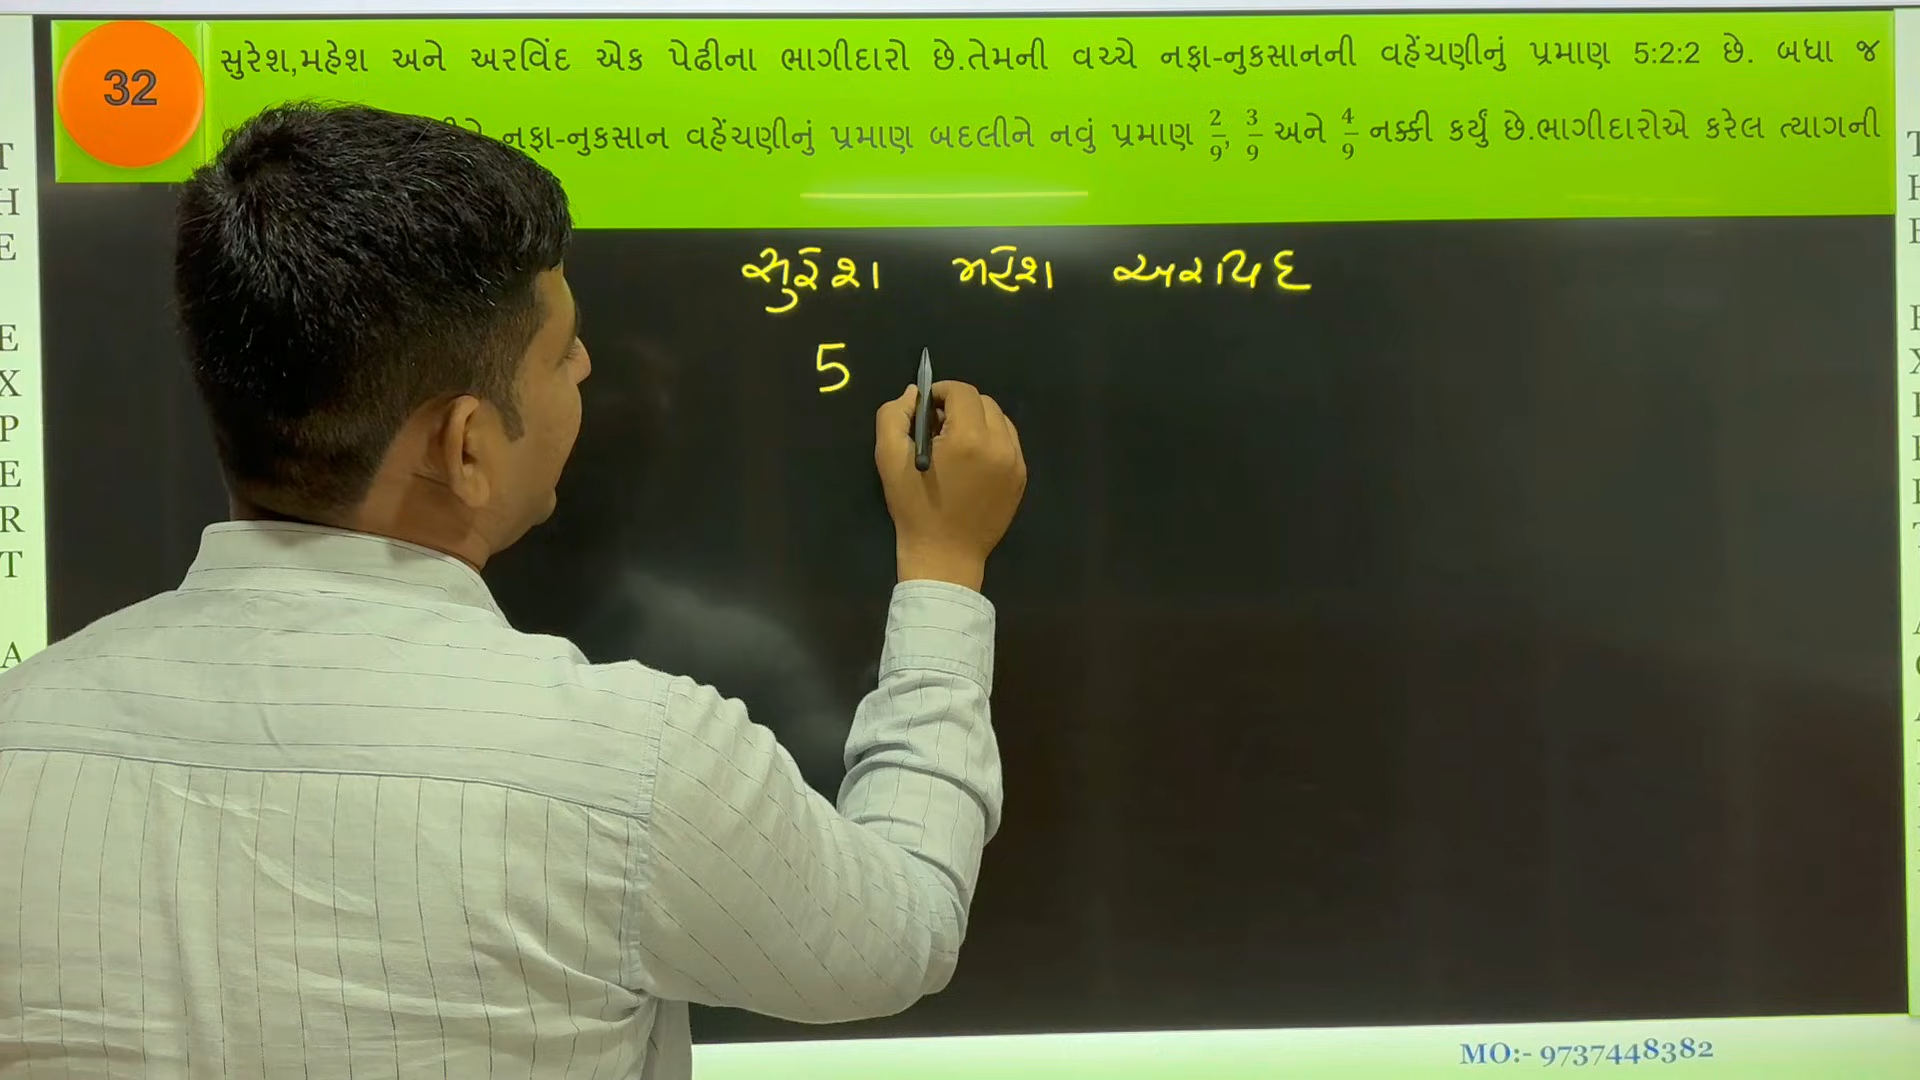 32
સુરેશ,મહેશ અને અરવિંદ એક પેઢીના ભાગીદારો છે.તેમની વચ્ચે નફા-નુકસાનની વહેંચણીનું પ્રમાણ 5:2:2 છે. બધા જ
નફા-નુકસાન વહેંચણીનું પ્રમાણ બદલીને નવું પ્રમાણ 2/9, 3/9 અને 4/9 નક્કી કર્યું છે.ભાગીદારોએ કરેલ ત્યાગની
સુરેશ મહેશ અરવિંદ
5
THE EXPERT A
MO:- 9737448382